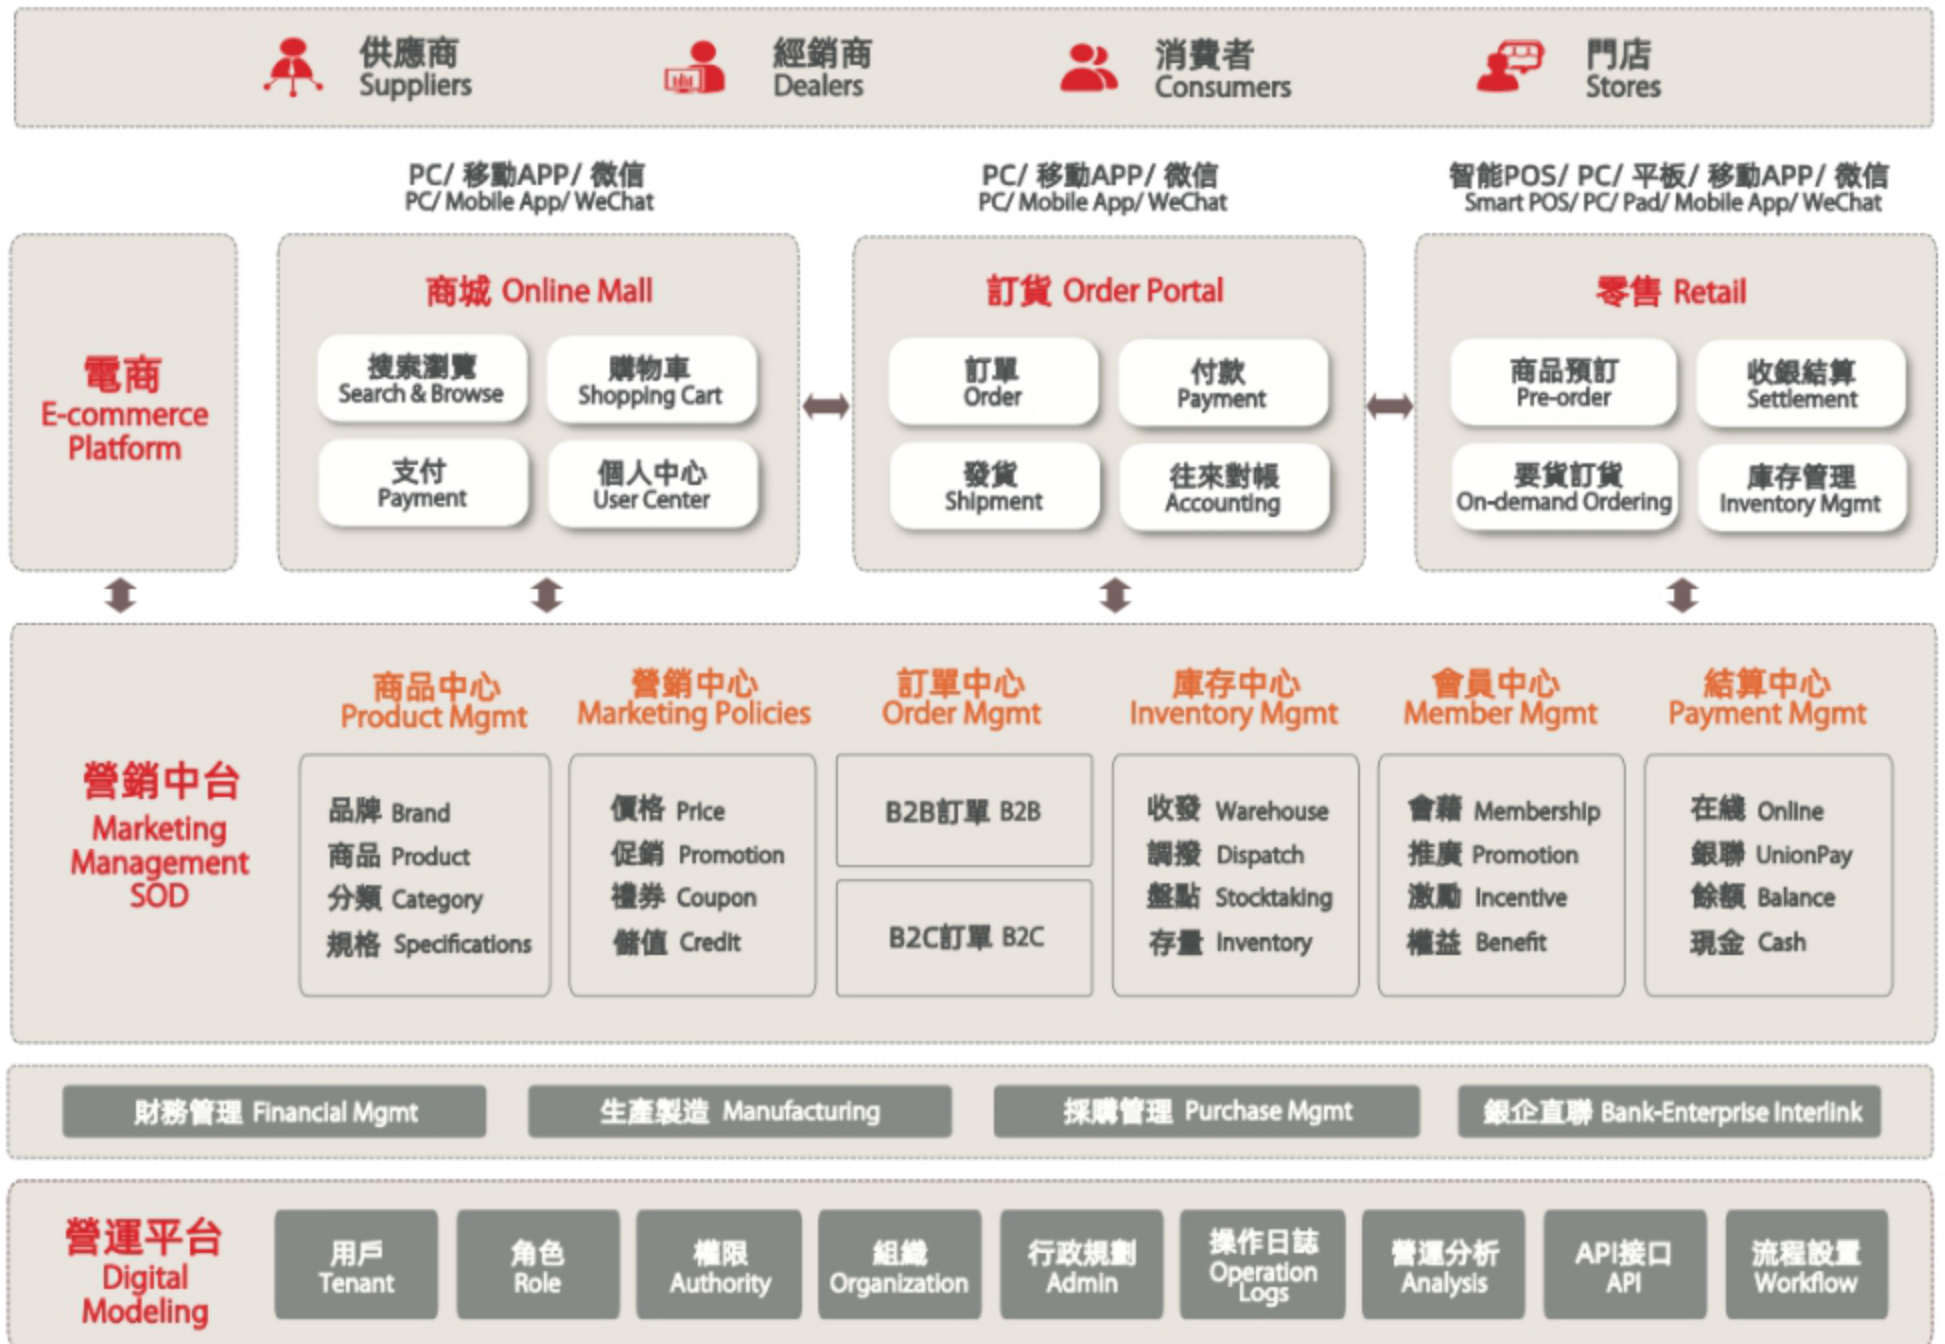 供應商
Suppliers
經銷商
Dealers
消費者
Consumers
門店
Stores
PC/ 移動APP/ 微信
PC/ Mobile App/ WeChat
PC/ 移動APP/ 微信
PC/ Mobile App/ WeChat
智能POS/ PC/ 平板/ 移動APP/ 微信
Smart POS/ PC/ Pad/ Mobile App/ WeChat
電商
E-commerce
Platform
商城 Online Mall
搜索瀏覽
Search & Browse
購物車
Shopping Cart
支付
Payment
個人中心
User Center
訂貨 Order Portal
訂單
Order
付款
Payment
發貨
Shipment
往來對帳
Accounting
零售 Retail
商品預訂
Pre-order
收銀結算
Settlement
要貨訂貨
On-demand Ordering
庫存管理
Inventory Mgmt
營銷中台
Marketing
Management
SOD
商品中心
Product Mgmt
品牌 Brand
商品 Product
分類 Category
規格 Specifications
營銷中心
Marketing Policies
價格 Price
促銷 Promotion
禮券 Coupon
儲值 Credit
訂單中心
Order Mgmt
B2B訂單 B2B
B2C訂單 B2C
庫存中心
Inventory Mgmt
收發 Warehouse
調撥 Dispatch
盤點 Stocktaking
存量 Inventory
會員中心
Member Mgmt
會藉 Membership
推廣 Promotion
激勵 Incentive
權益 Benefit
結算中心
Payment Mgmt
在綫 Online
銀聯 UnionPay
餘額 Balance
現金 Cash
財務管理 Financial Mgmt
生產製造 Manufacturing
採購管理 Purchase Mgmt
銀企直聯 Bank-Enterprise Interlink
營運平台
Digital
Modeling
用戶
Tenant
角色
Role
權限
Authority
組織
Organization
行政規劃
Admin
操作日誌
Operation
Logs
營運分析
Analysis
API接口
API
流程設置
Workflow